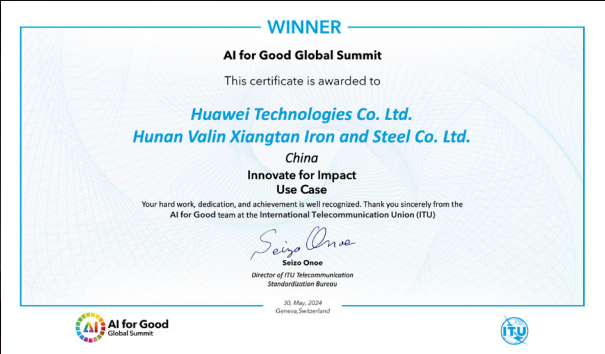 WINNER
AI for Good Global Summit
This certificate is awarded to
Huawei Technologies Co. Ltd.
Hunan Valin Xiangtan Iron and Steel Co. Ltd.
China
Innovate for Impact
Use Case
Your hard work, dedication, and achievement is well recognized. Thank you sincerely from the
AI for Good team at the International Telecommunication Union (ITU)
Seizo Onoe
Seizo Onoe
Director of ITU Telecommunication
Standardization Bureau
30, May, 2024
Geneva,Switzerland
AI
AI for Good
Global Summit
ITU